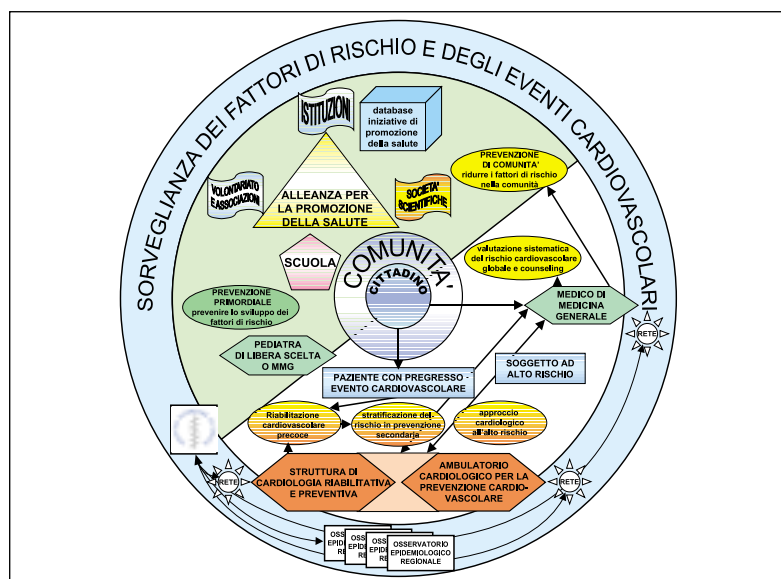 SORVEGLIANZA DEI FATTORI DI RISCHIO E DEGLI EVENTI CARDIOVASCOLARI
ISTITUZIONI
database
iniziative di
promozione
della salute
VOLONTARIATO
E ASSOCIAZIONI
ALLEANZA PER
LA PROMOZIONE
DELLA SALUTE
SOCIETA'
SCIENTIFICHE
PREVENZIONE
DI COMUNITA'
ridurre i fattori di rischio
nella comunità
SCUOLA
COMUNITA'
CITTADINO
valutazione sistematica
del rischio cardiovascolare
globale e counseling
PREVENZIONE
PRIMORDIALE
prevenire lo sviluppo dei
fattori di rischio
MEDICO DI
MEDICINA
GENERALE
RETE
PEDIATRA
DI LIBERA SCELTA
O MMG
PAZIENTE CON PREGRESSO
EVENTO CARDIOVASCOLARE
SOGGETTO AD
ALTO RISCHIO
Riabilitazione
cardiovascolare
precoce
stratificazione del
rischio in prevenzione
secondaria
approccio
cardiologico
all'alto rischio
RETE
STRUTTURA DI
CARDIOLOGIA RIABILITATIVA
E PREVENTIVA
AMBULATORIO
CARDIOLOGICO PER LA
PREVENZIONE CARDIO-
VASCOLARE
RETE
OSSERVATORIO
EPIDEMIOLOGICO
REGIONALE